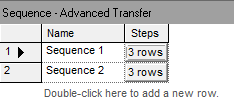 Sequence - Advanced Transfer
Name Steps
1 Sequence 1 3 rows
2 Sequence 2 3 rows
Double-click here to add a new row.